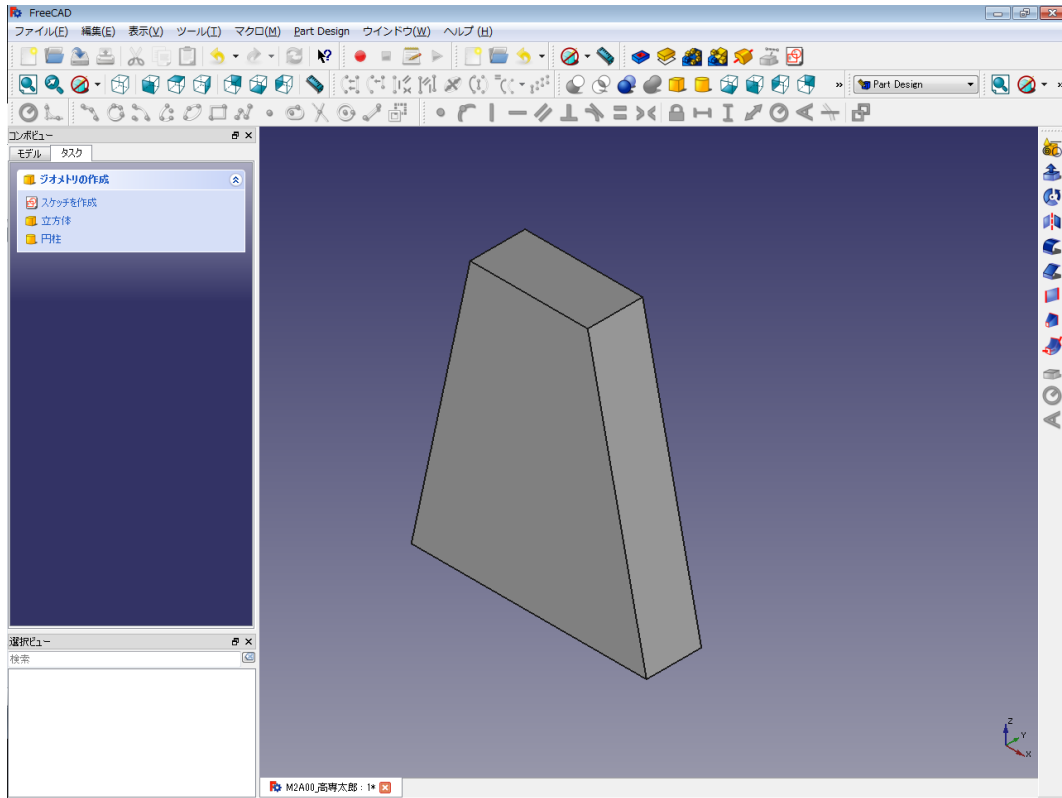 FreeCAD
ファイル(F) 編集(E) 表示(V) ツール(T) マクロ(M) Part Design ウインドウ(W) ヘルプ(H)
» Part Design »
コンボビュー
モデル タスク
ジオメトリの作成
スケッチを作成
立方体
円柱
選択ビュー
検索
Z
Y
X
M2A00_高専太郎 : 1*